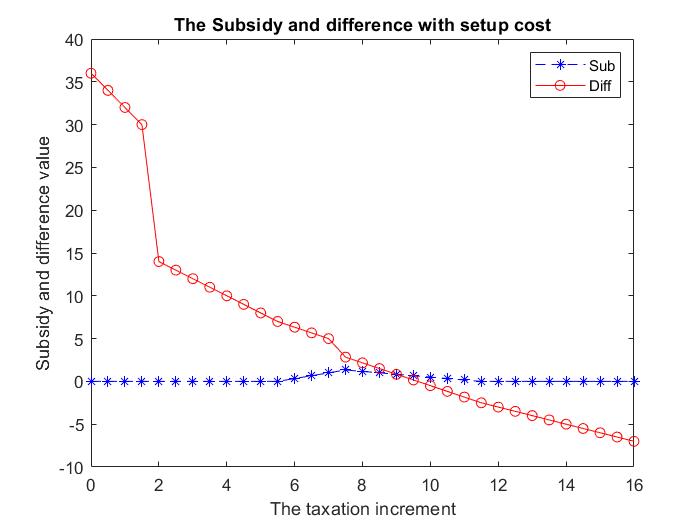 The Subsidy and difference with setup cost
Sub
Diff
Subsidy and difference value
40
35
30
25
20
15
10
5
0
-5
-10
0 2 4 6 8 10 12 14 16
The taxation increment